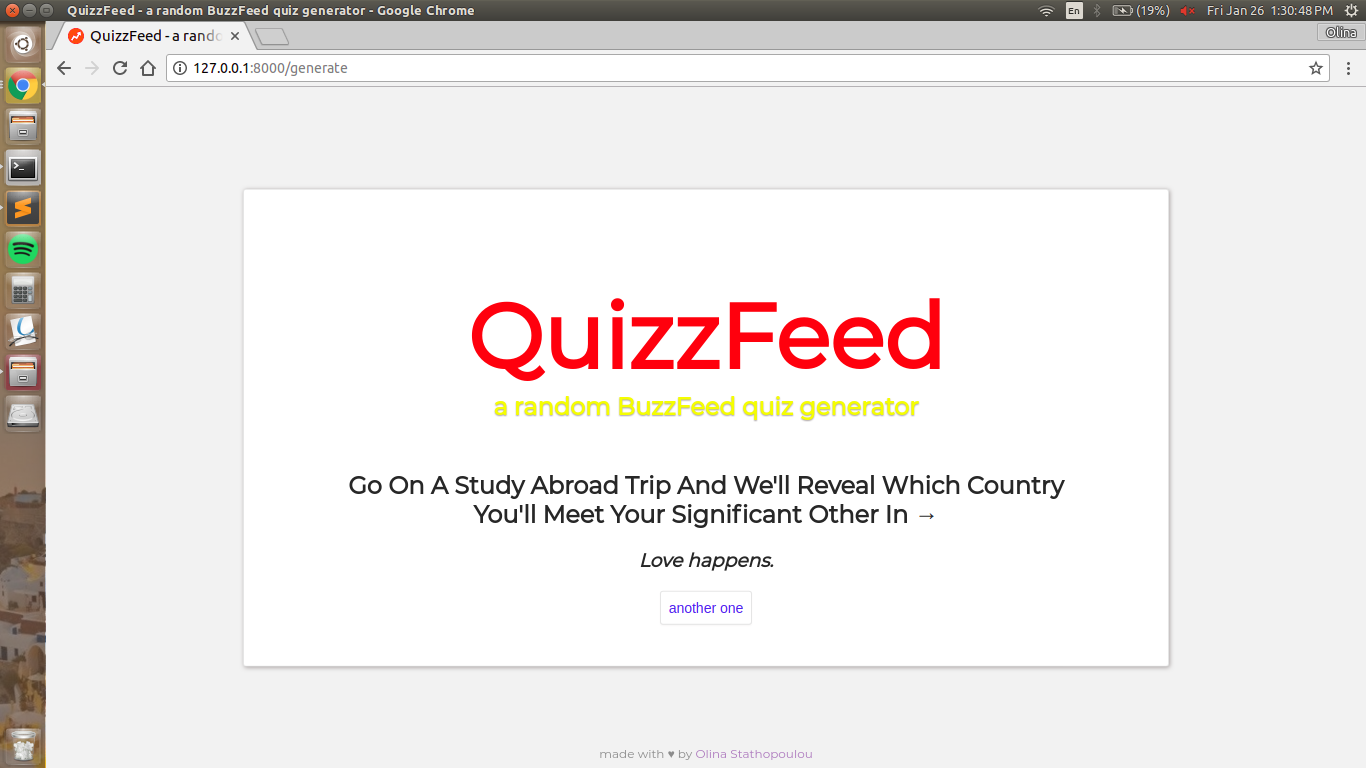 QuizzFeed - a random BuzzFeed quiz generator - Google Chrome
En
(19%)
Fri Jan 26 1:30:48 PM
QuizzFeed - a rando
Olina
127.0.0.1:8000/generate
QuizzFeed
a random BuzzFeed quiz generator
Go On A Study Abroad Trip And We'll Reveal Which Country
You'll Meet Your Significant Other In →
Love happens.
another one
made with ♥ by Olina Stathopoulou